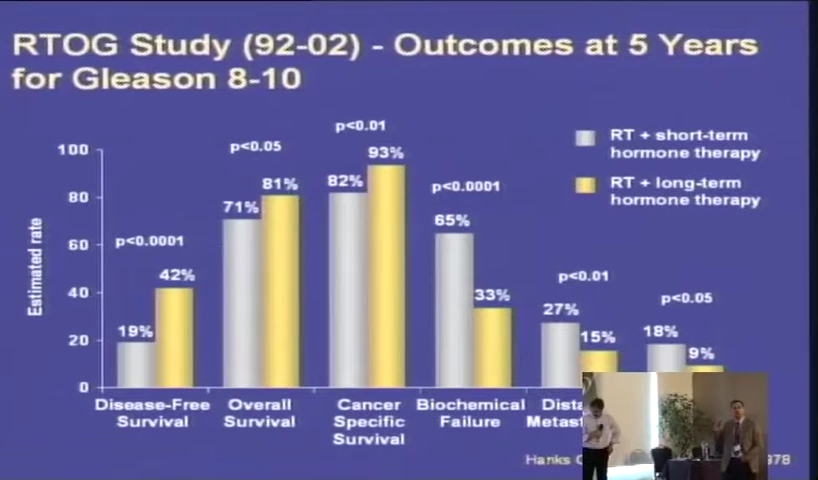 RTOG Study (92-02) - Outcomes at 5 Years
for Gleason 8-10
RT + short-term
hormone therapy
RT + long-term
hormone therapy
Estimated rate
100
80
60
40
20
0
p<0.0001
19%
42%
p<0.05
71%
81%
p<0.01
82%
93%
p<0.0001
65%
33%
p<0.01
27%
15%
p<0.05
18%
9%
Disease-Free
Survival
Overall
Survival
Cancer
Specific
Survival
Biochemical
Failure
Hanks